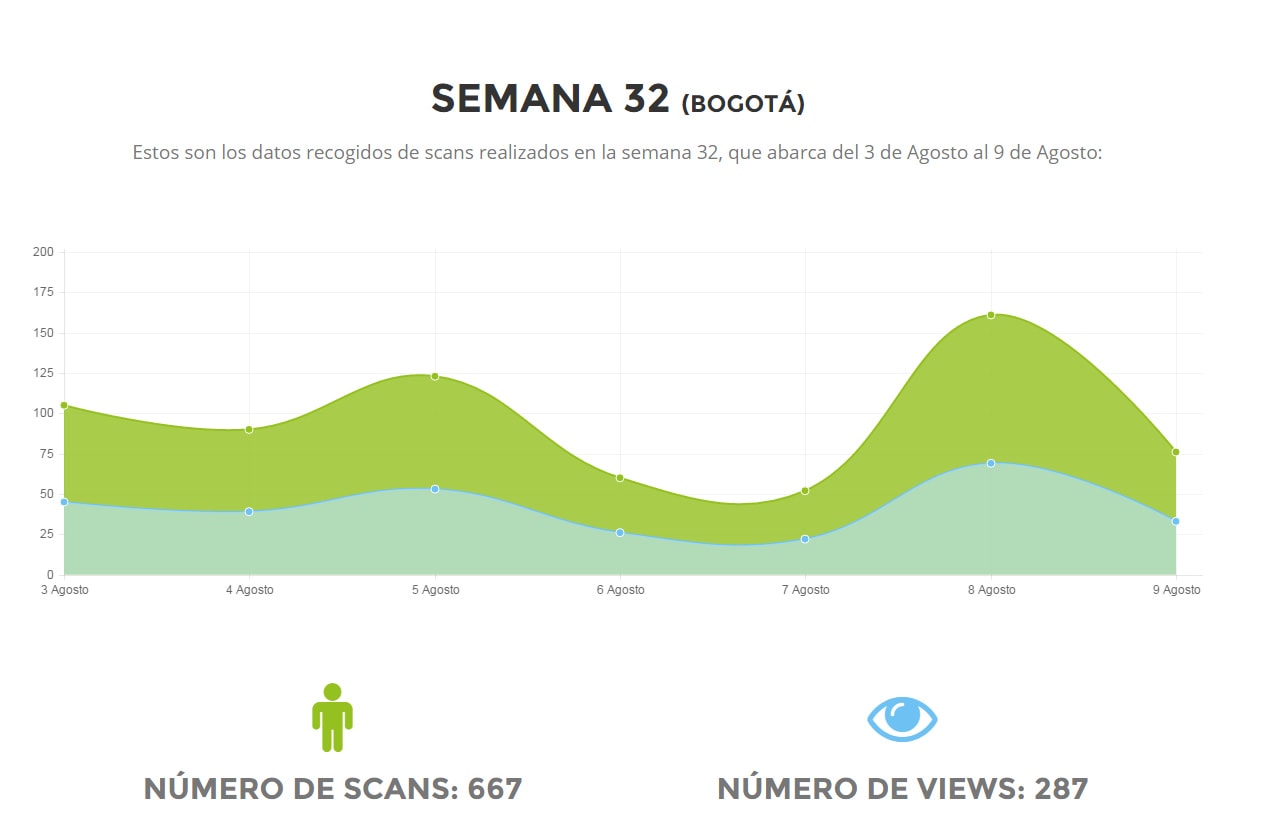 SEMANA 32 (BOGOTÁ)
Estos son los datos recogidos de scans realizados en la semana 32, que abarca del 3 de Agosto al 9 de Agosto:
200
175
150
125
100
75
50
25
0
3 Agosto 4 Agosto 5 Agosto 6 Agosto 7 Agosto 8 Agosto 9 Agosto
NÚMERO DE SCANS: 667 NÚMERO DE VIEWS: 287